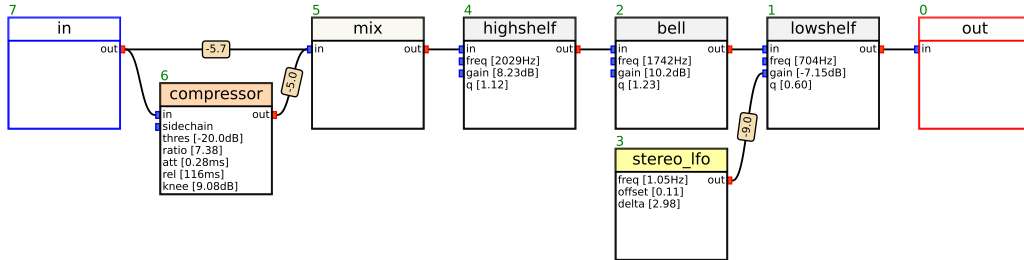 7
in
out
-5.7
6
compressor
in
out
sidechain
thres [-20.0dB]
ratio [7.38]
att [0.28ms]
rel [116ms]
knee [9.08dB]
-5.0
5
mix
in
out
4
highshelf
in
out
freq [2029Hz]
gain [8.23dB]
q [1.12]
2
bell
in
out
freq [1742Hz]
gain [10.2dB]
q [1.23]
3
stereo_lfo
freq [1.05Hz]
out
offset [0.11]
delta [2.98]
-9.0
1
lowshelf
in
out
freq [704Hz]
gain [-7.15dB]
q [0.60]
0
out
in